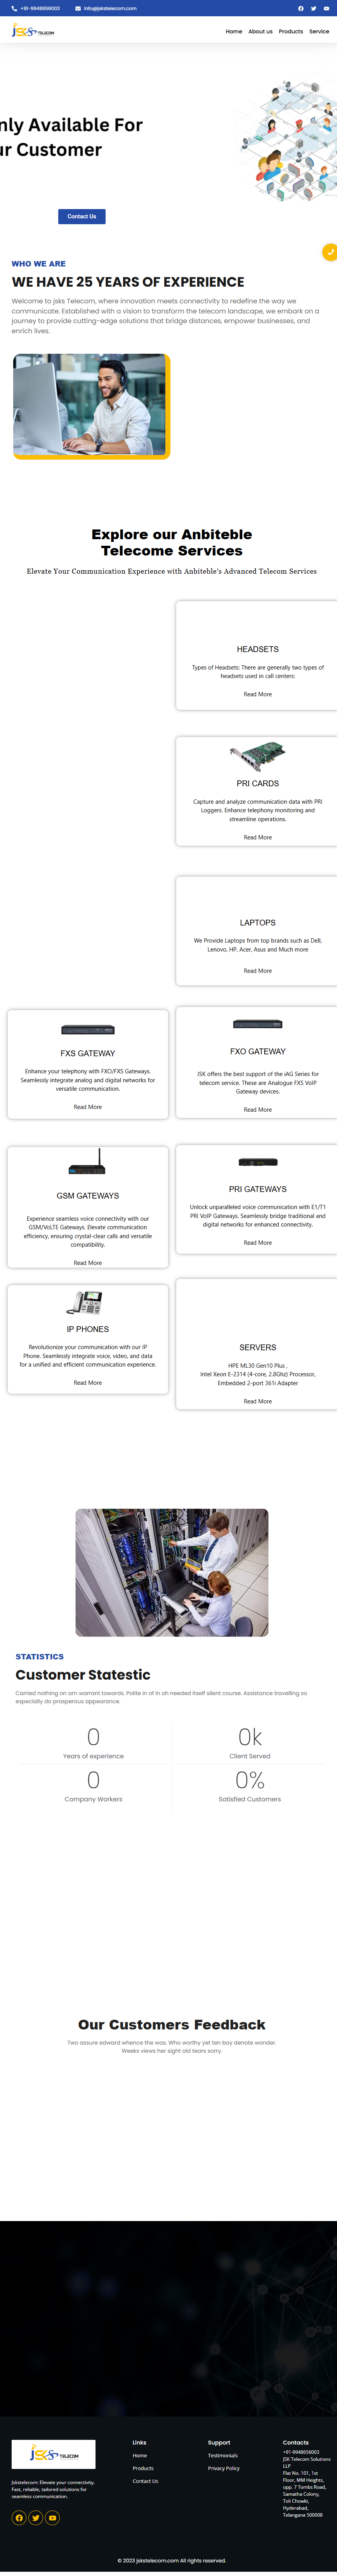 +91-9948656003
info@jskstelecom.com
jsks TELECOM
Home
About us
Products
Service
nly Available For
ur Customer
Contact Us
WHO WE ARE
WE HAVE 25 YEARS OF EXPERIENCE
Welcome to jsks Telecom, where innovation meets connectivity to redefine the way we
communicate. Established with a vision to transform the telecom landscape, we embark on a
journey to provide cutting-edge solutions that bridge distances, empower businesses, and
enrich lives.
Explore our Anbiteble
Telecome Services
Elevate Your Communication Experience with Anbiteble's Advanced Telecom Services
HEADSETS
Types of Headsets: There are generally two types of
headsets used in call centers:
Read More
PRI CARDS
Capture and analyze communication data with PRI
Loggers. Enhance telephony monitoring and
streamline operations.
Read More
LAPTOPS
We Provide Laptops from top brands such as Dell,
Lenovo, HP, Acer, Asus and Much more
Read More
FXS GATEWAY
Enhance your telephony with FXO/FXS Gateways.
Seamlessly integrate analog and digital networks for
versatile communication.
Read More
FXO GATEWAY
JSK offers the best support of the iAG Series for
telecom service. These are Analogue FXS VoIP
Gateway devices.
Read More
GSM GATEWAYS
Experience seamless voice connectivity with our
GSM/VoLTE Gateways. Elevate communication
efficiency, ensuring crystal-clear calls and versatile
compatibility.
Read More
PRI GATEWAYS
Unlock unparalleled voice communication with E1/T1
PRI VoIP Gateways. Seamlessly bridge traditional and
digital networks for enhanced connectivity.
Read More
IP PHONES
Revolutionize your communication with our IP
Phone. Seamlessly integrate voice, video, and data
for a unified and efficient communication experience.
Read More
SERVERS
HPE ML30 Gen10 Plus ,
Intel Xeon E-2314 (4-core, 2.8Ghz) Processor,
Embedded 2-port 361i Adapter
Read More
STATISTICS
Customer Statestic
Carried nothing on am warrant towards. Polite in of in oh needed itself silent course. Assistance travelling so
especially do prosperous appearance.
0
Years of experience
0k
Client Served
0
Company Workers
0%
Satisfied Customers
Our Customers Feedback
Two assure edward whence the was. Who worthy yet ten boy denote wonder.
Weeks views her sight old tears sorry.
jsks TELECOM
Jskstelecom: Elevate your connectivity.
Fast, reliable, tailored solutions for
seamless communication.
Links
Home
Products
Contact Us
Support
Testimonials
Privacy Policy
Contacts
+91-9948656003
JSK Telecom Solutions
LLP
Flat No. 101, 1st
Floor, MM Heights,
opp. 7 Tombs Road,
Samatha Colony,
Toli Chowki,
Hyderabad,
Telangana 500008
© 2023 jskstelecom.com All rights reserved.